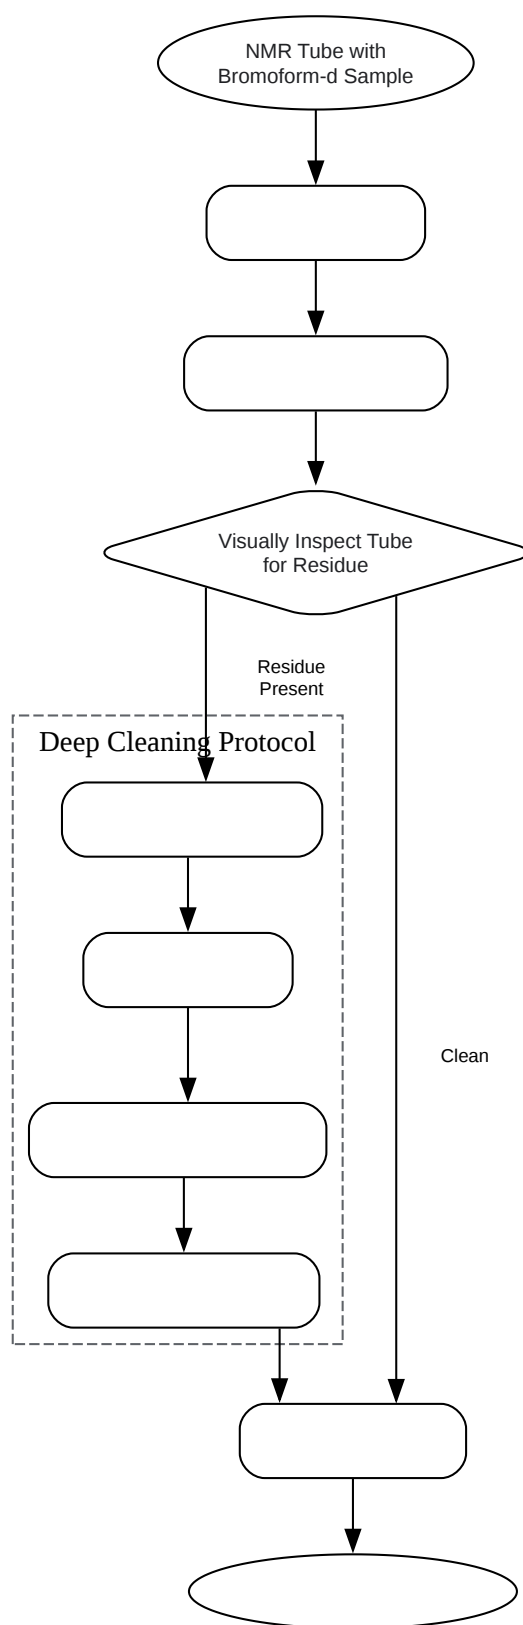 NMR Tube with
Bromoform-d Sample
Visually Inspect Tube
for Residue
Residue
Present
Deep Cleaning Protocol
Clean